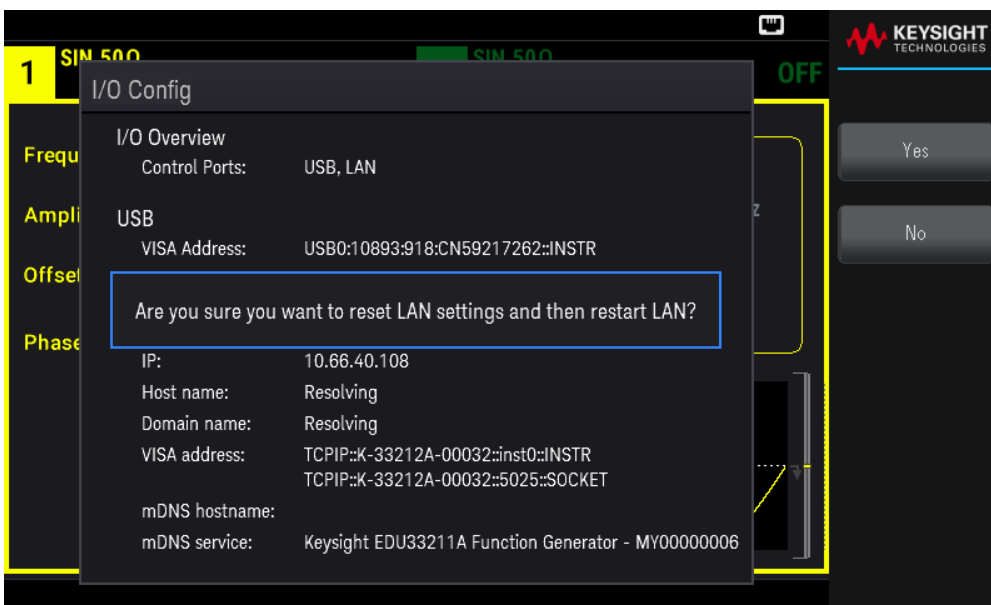 KEYSIGHT
TECHNOLOGIES
1
SIN 50Ω
SIN 50Ω
OFF
I/O Config
I/O Overview
Control Ports: USB, LAN
USB
VISA Address: USB0:10893:918:CN59217262::INSTR
Are you sure you want to reset LAN settings and then restart LAN?
IP: 10.66.40.108
Host name: Resolving
Domain name: Resolving
VISA address: TCPIP::K-33212A-00032::inst0::INSTR
TCPIP::K-33212A-00032::5025::SOCKET
mDNS hostname:
mDNS service: Keysight EDU33211A Function Generator - MY00000006
Frequ
Ampli
Offset
Phase
z
Yes
No